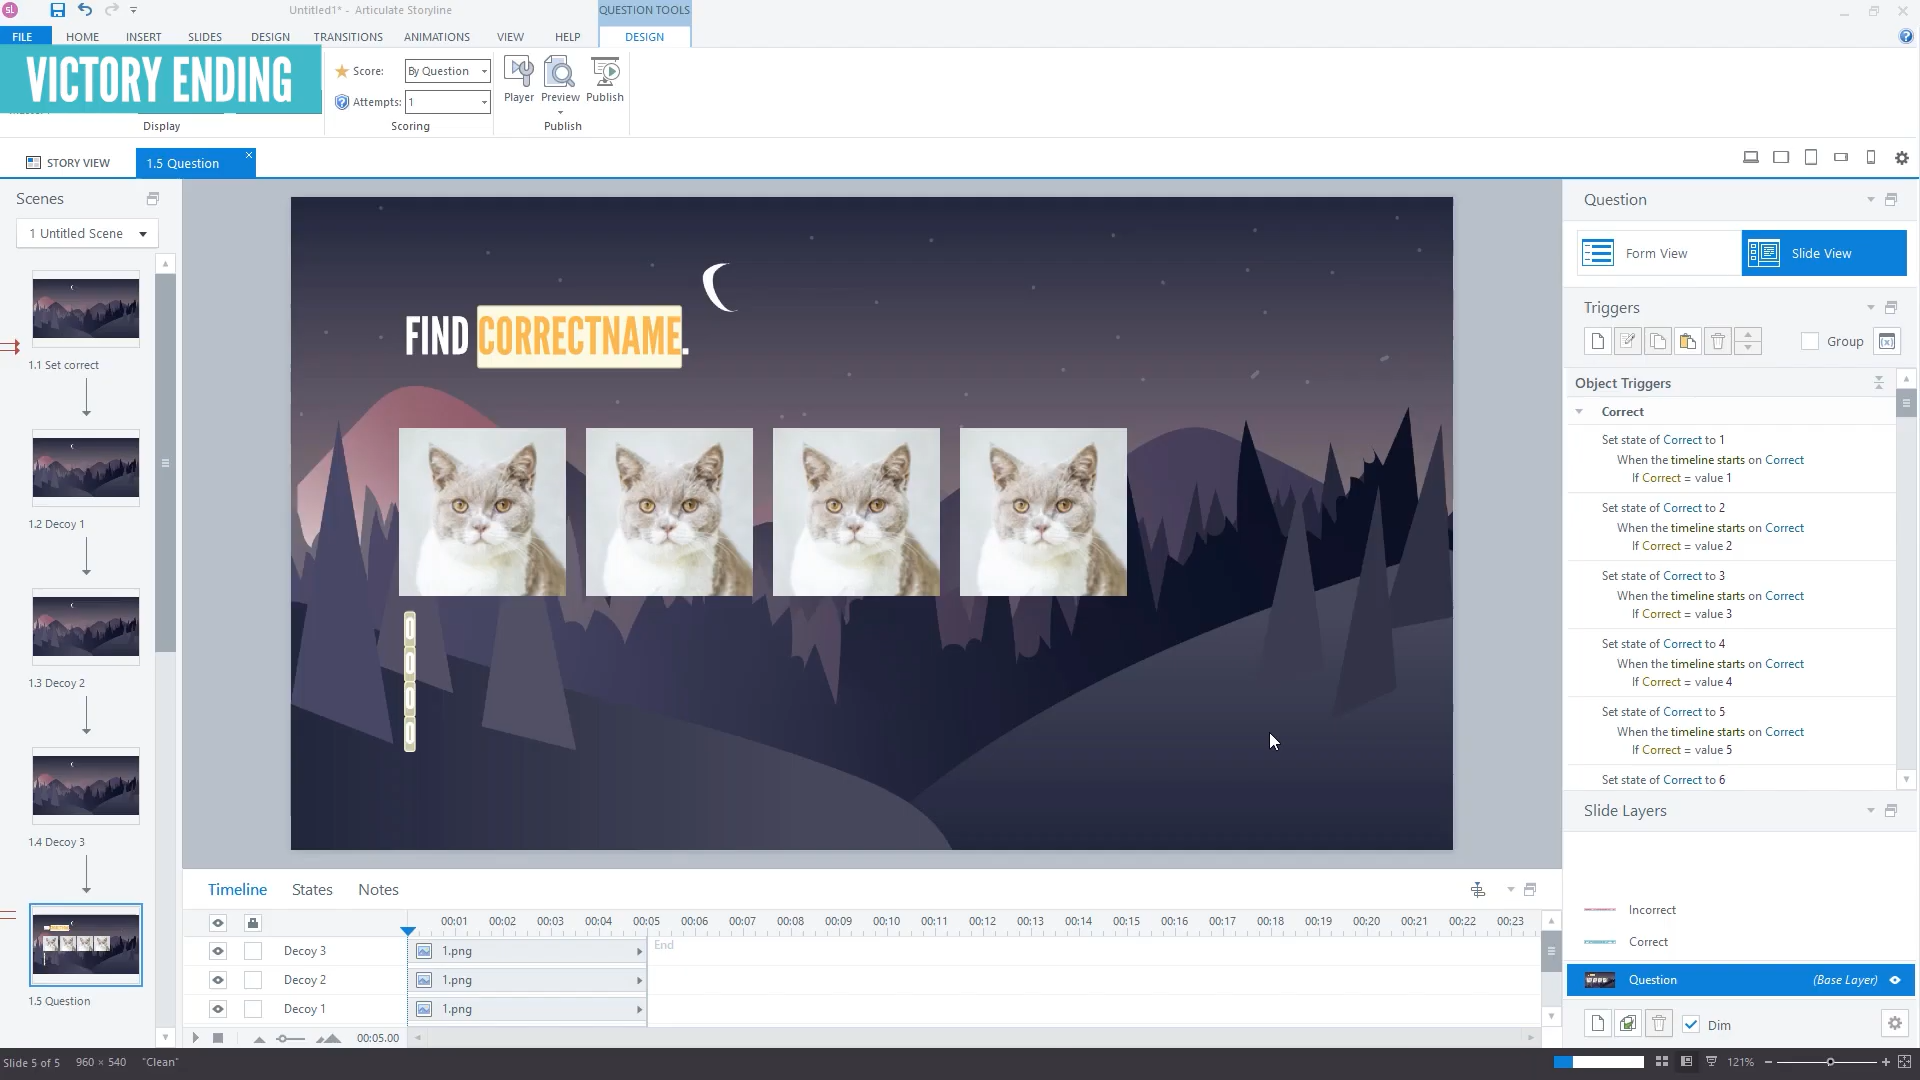 Untitled1* - Articulate Storyline
QUESTION TOOLS
FILE
HOME
INSERT
SLIDES
DESIGN
TRANSITIONS
ANIMATIONS
VIEW
HELP
DESIGN
VICTORY ENDING
Score:
By Question
Attempts:
1
Player
Preview
Publish
Display
Scoring
Publish
STORY VIEW
1.5 Question
Scenes
1 Untitled Scene
1.1 Set correct
1.2 Decoy 1
1.3 Decoy 2
1.4 Decoy 3
1.5 Question
FIND CORRECTNAME.
0
0
0
0
Question
Form View
Slide View
Triggers
Group
Object Triggers
Correct
Set state of Correct to 1
When the timeline starts on Correct
If Correct = value 1
Set state of Correct to 2
When the timeline starts on Correct
If Correct = value 2
Set state of Correct to 3
When the timeline starts on Correct
If Correct = value 3
Set state of Correct to 4
When the timeline starts on Correct
If Correct = value 4
Set state of Correct to 5
When the timeline starts on Correct
If Correct = value 5
Set state of Correct to 6
Slide Layers
Incorrect
Correct
Question
(Base Layer)
Dim
Timeline
States
Notes
00:01 00:02 00:03 00:04 00:05 00:06 00:07 00:08 00:09 00:10 00:11 00:12 00:13 00:14 00:15 00:16 00:17 00:18 00:19 00:20 00:21 00:22 00:23
Decoy 3
1.png
End
Decoy 2
1.png
Decoy 1
1.png
00:05.00
Slide 5 of 5
960 × 540
"Clean"
121%